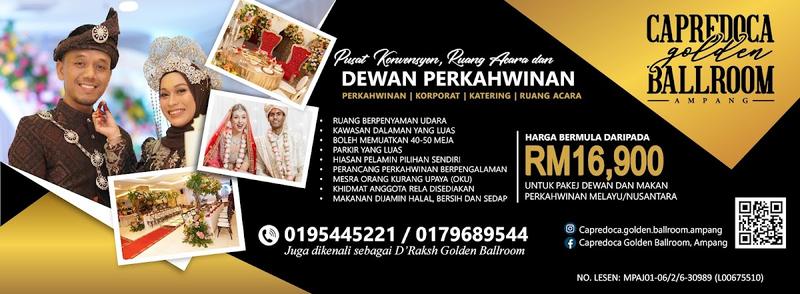 CAPREDOCA
golden
BALLROOM
AMPANG
Pusat Konvensyen, Ruang Acara dan
DEWAN PERKAHWINAN
PERKAHWINAN | KORPORAT | KATERING | RUANG ACARA
• RUANG BERPENYAMAN UDARA
• KAWASAN DALAMAN YANG LUAS
• BOLEH MEMUATKAN 40-50 MEJA
• PARKIR YANG LUAS
• HIASAN PELAMIN PILIHAN SENDIRI
• PERANCANG PERKAHWINAN BERPENGALAMAN
• MESRA ORANG KURANG UPAYA (OKU)
• KHIDMAT ANGGOTA RELA DISEDIAKAN
• MAKANAN DIJAMIN HALAL, BERSIH DAN SEDAP
HARGA BERMULA DARIPADA
RM16,900
UNTUK PAKEJ DEWAN DAN MAKAN
PERKAHWINAN MELAYU/NUSANTARA
0195445221 / 0179689544
Juga dikenali sebagai D'Raksh Golden Ballroom
Capredoca.golden.ballroom.ampang
Capredoca Golden Ballroom, Ampang
NO. LESEN: MPAJ01-06/2/6-30989 (L00675510)